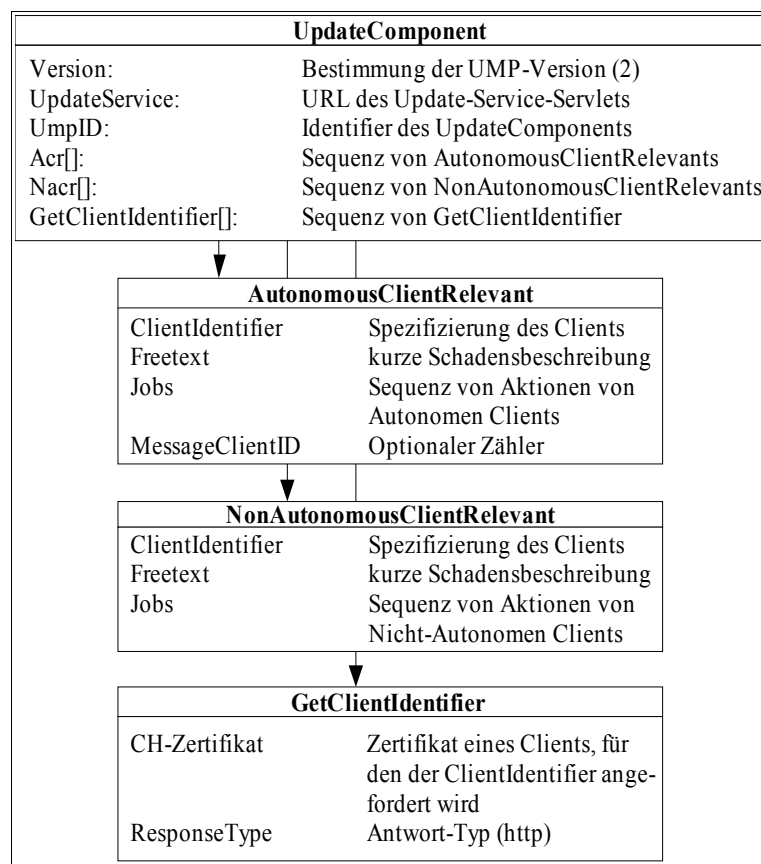 UpdateComponent
Version: Bestimmung der UMP-Version (2)
UpdateService: URL des Update-Service-Servlets
UmpID: Identifier des UpdateComponents
Acr[]: Sequenz von AutonomousClientRelevants
Nacr[]: Sequenz von NonAutonomousClientRelevants
GetClientIdentifier[]: Sequenz von GetClientIdentifier
AutonomousClientRelevant
ClientIdentifier Spezifizierung des Clients
Freetext kurze Schadensbeschreibung
Jobs Sequenz von Aktionen von
Autonomen Clients
MessageClientID Optionaler Zähler
NonAutonomousClientRelevant
ClientIdentifier Spezifizierung des Clients
Freetext kurze Schadensbeschreibung
Jobs Sequenz von Aktionen von
Nicht-Autonomen Clients
GetClientIdentifier
CH-Zertifikat Zertifikat eines Clients, für
den der ClientIdentifier ange-
fordert wird
ResponseType Antwort-Typ (http)